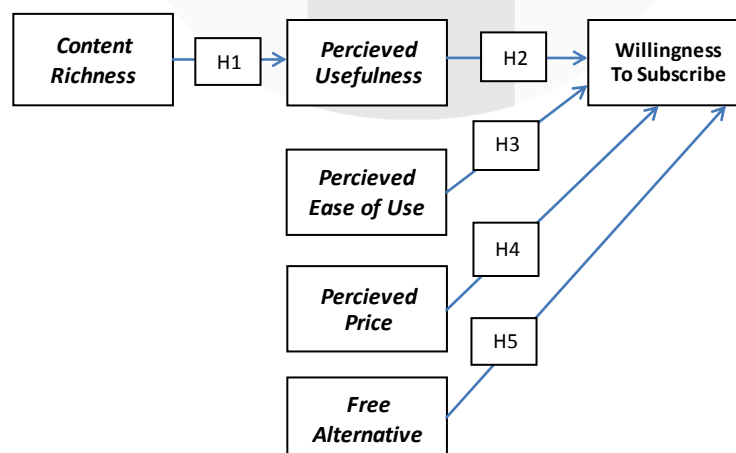 Content
Richness
H1
Percieved
Usefulness
H2
Willingness
To Subscribe
H3
Percieved
Ease of Use
H4
Percieved
Price
H5
Free
Alternative